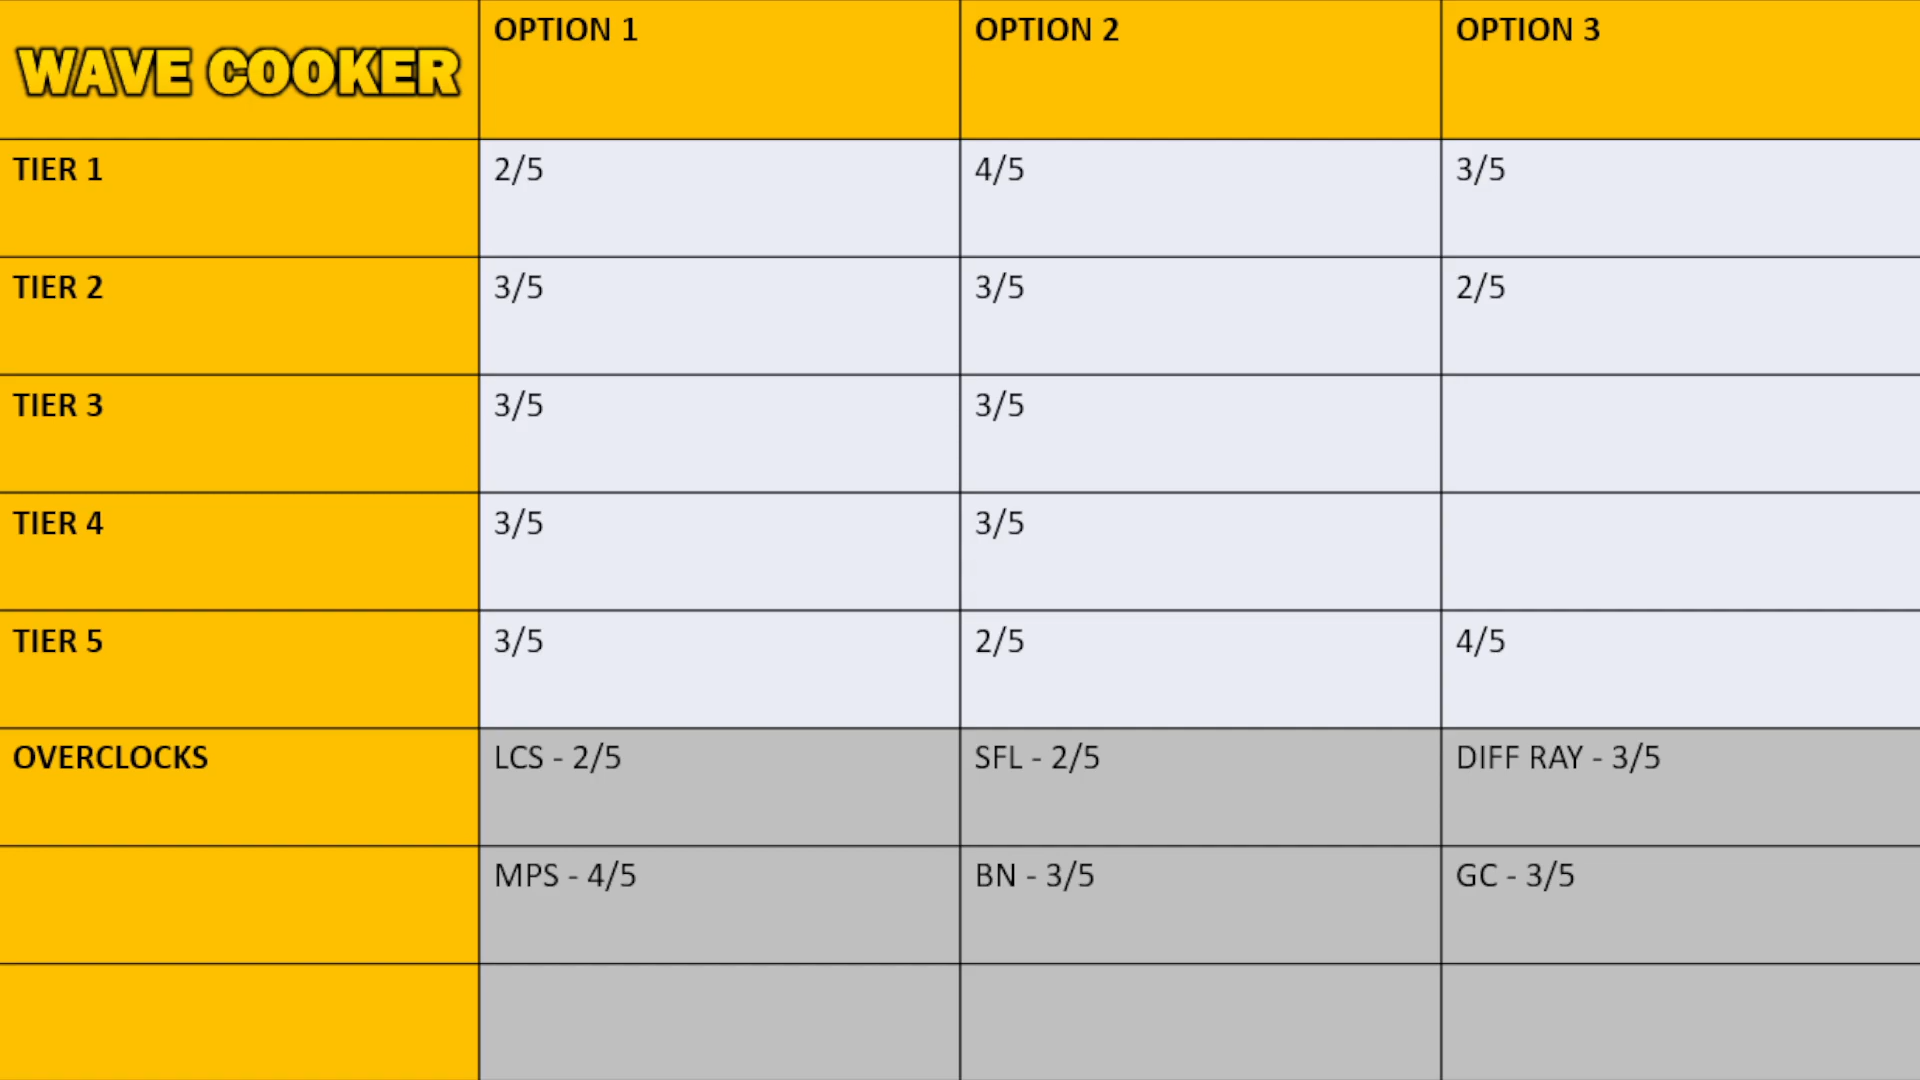 WAVE COOKER
OPTION 1
OPTION 2
OPTION 3
TIER 1
2/5
4/5
3/5
TIER 2
3/5
3/5
2/5
TIER 3
3/5
3/5
TIER 4
3/5
3/5
TIER 5
3/5
2/5
4/5
OVERCLOCKS
LCS - 2/5
SFL - 2/5
DIFF RAY - 3/5
MPS - 4/5
BN - 3/5
GC - 3/5